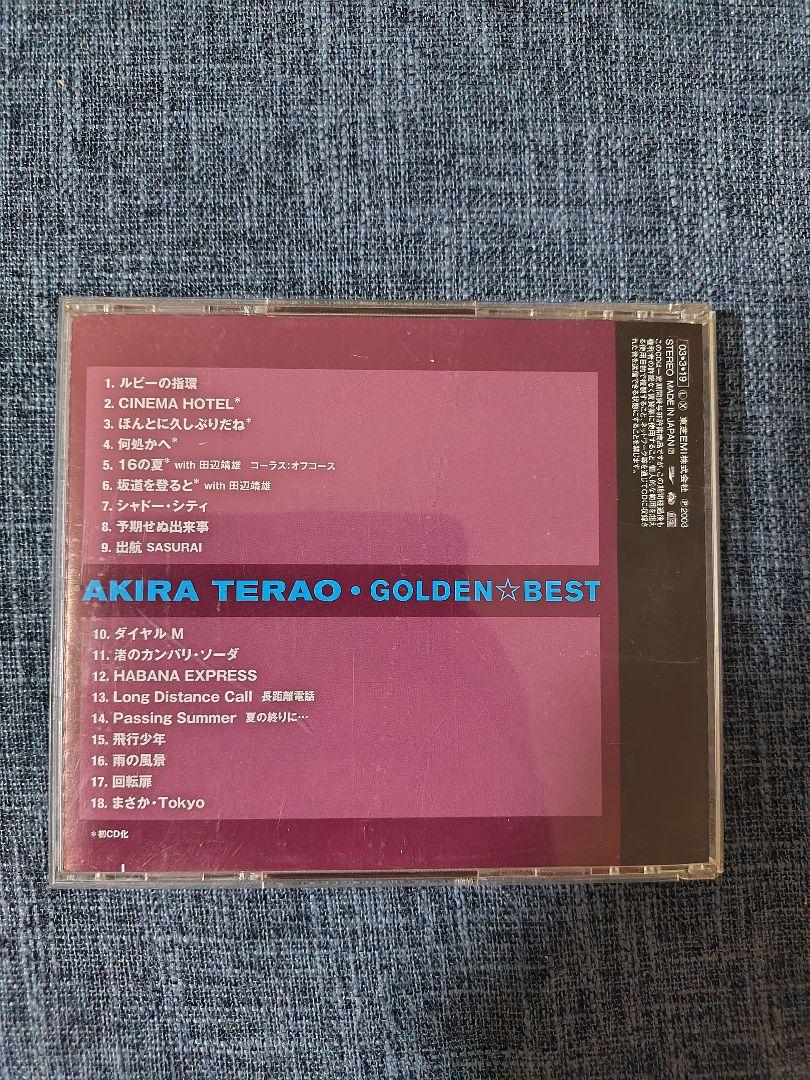 1. ルビーの指環
2. CINEMA HOTEL*
3. ほんとに久しぶりだね*
4. 何処かへ*
5. 16の夏* with 田辺靖雄 コーラス:オフコース
6. 坂道を登ると* with 田辺靖雄
7. シャドー・シティ
8. 予期せぬ出来事
9. 出航 SASURAI
AKIRA TERAO・GOLDEN☆BEST
10. ダイヤル M
11. 渚のカンパリ・ソーダ
12. HABANA EXPRESS
13. Long Distance Call 長距離電話
14. Passing Summer 夏の終りに…
15. 飛行少年
16. 雨の風景
17. 回転扉
18. まさか・Tokyo
*初CD化
03・3・19 Ⓛ Ⓧ 東芝EMI株式会社 ℗2003
STEREO MADE IN JAPAN